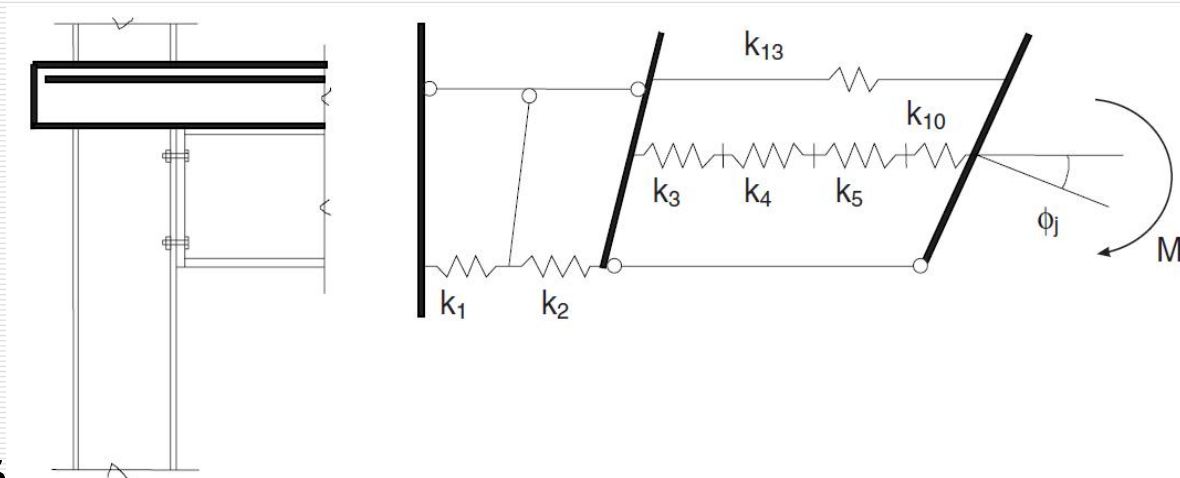 k₁₃
k₁₀
k₃ k₄ k₅
ϕⱼ
M
k₁ k₂